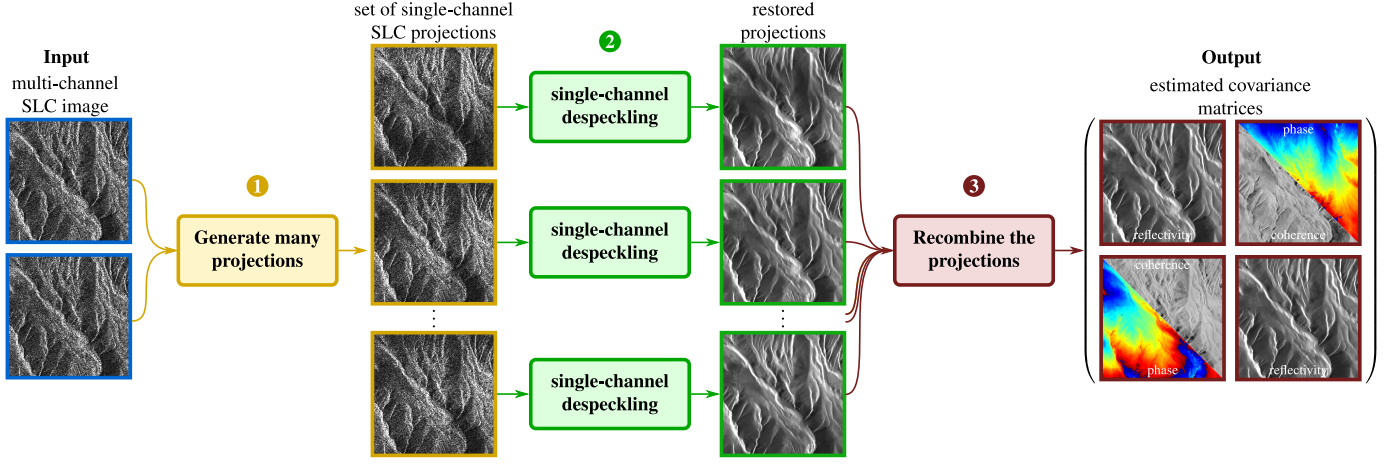 Input
multi-channel
SLC image
1
Generate many
projections
set of single-channel
SLC projections
2
single-channel
despeckling
single-channel
despeckling
single-channel
despeckling
restored
projections
3
Recombine the
projections
Output
estimated covariance
matrices
reflectivity
phase
coherence
coherence
phase
reflectivity